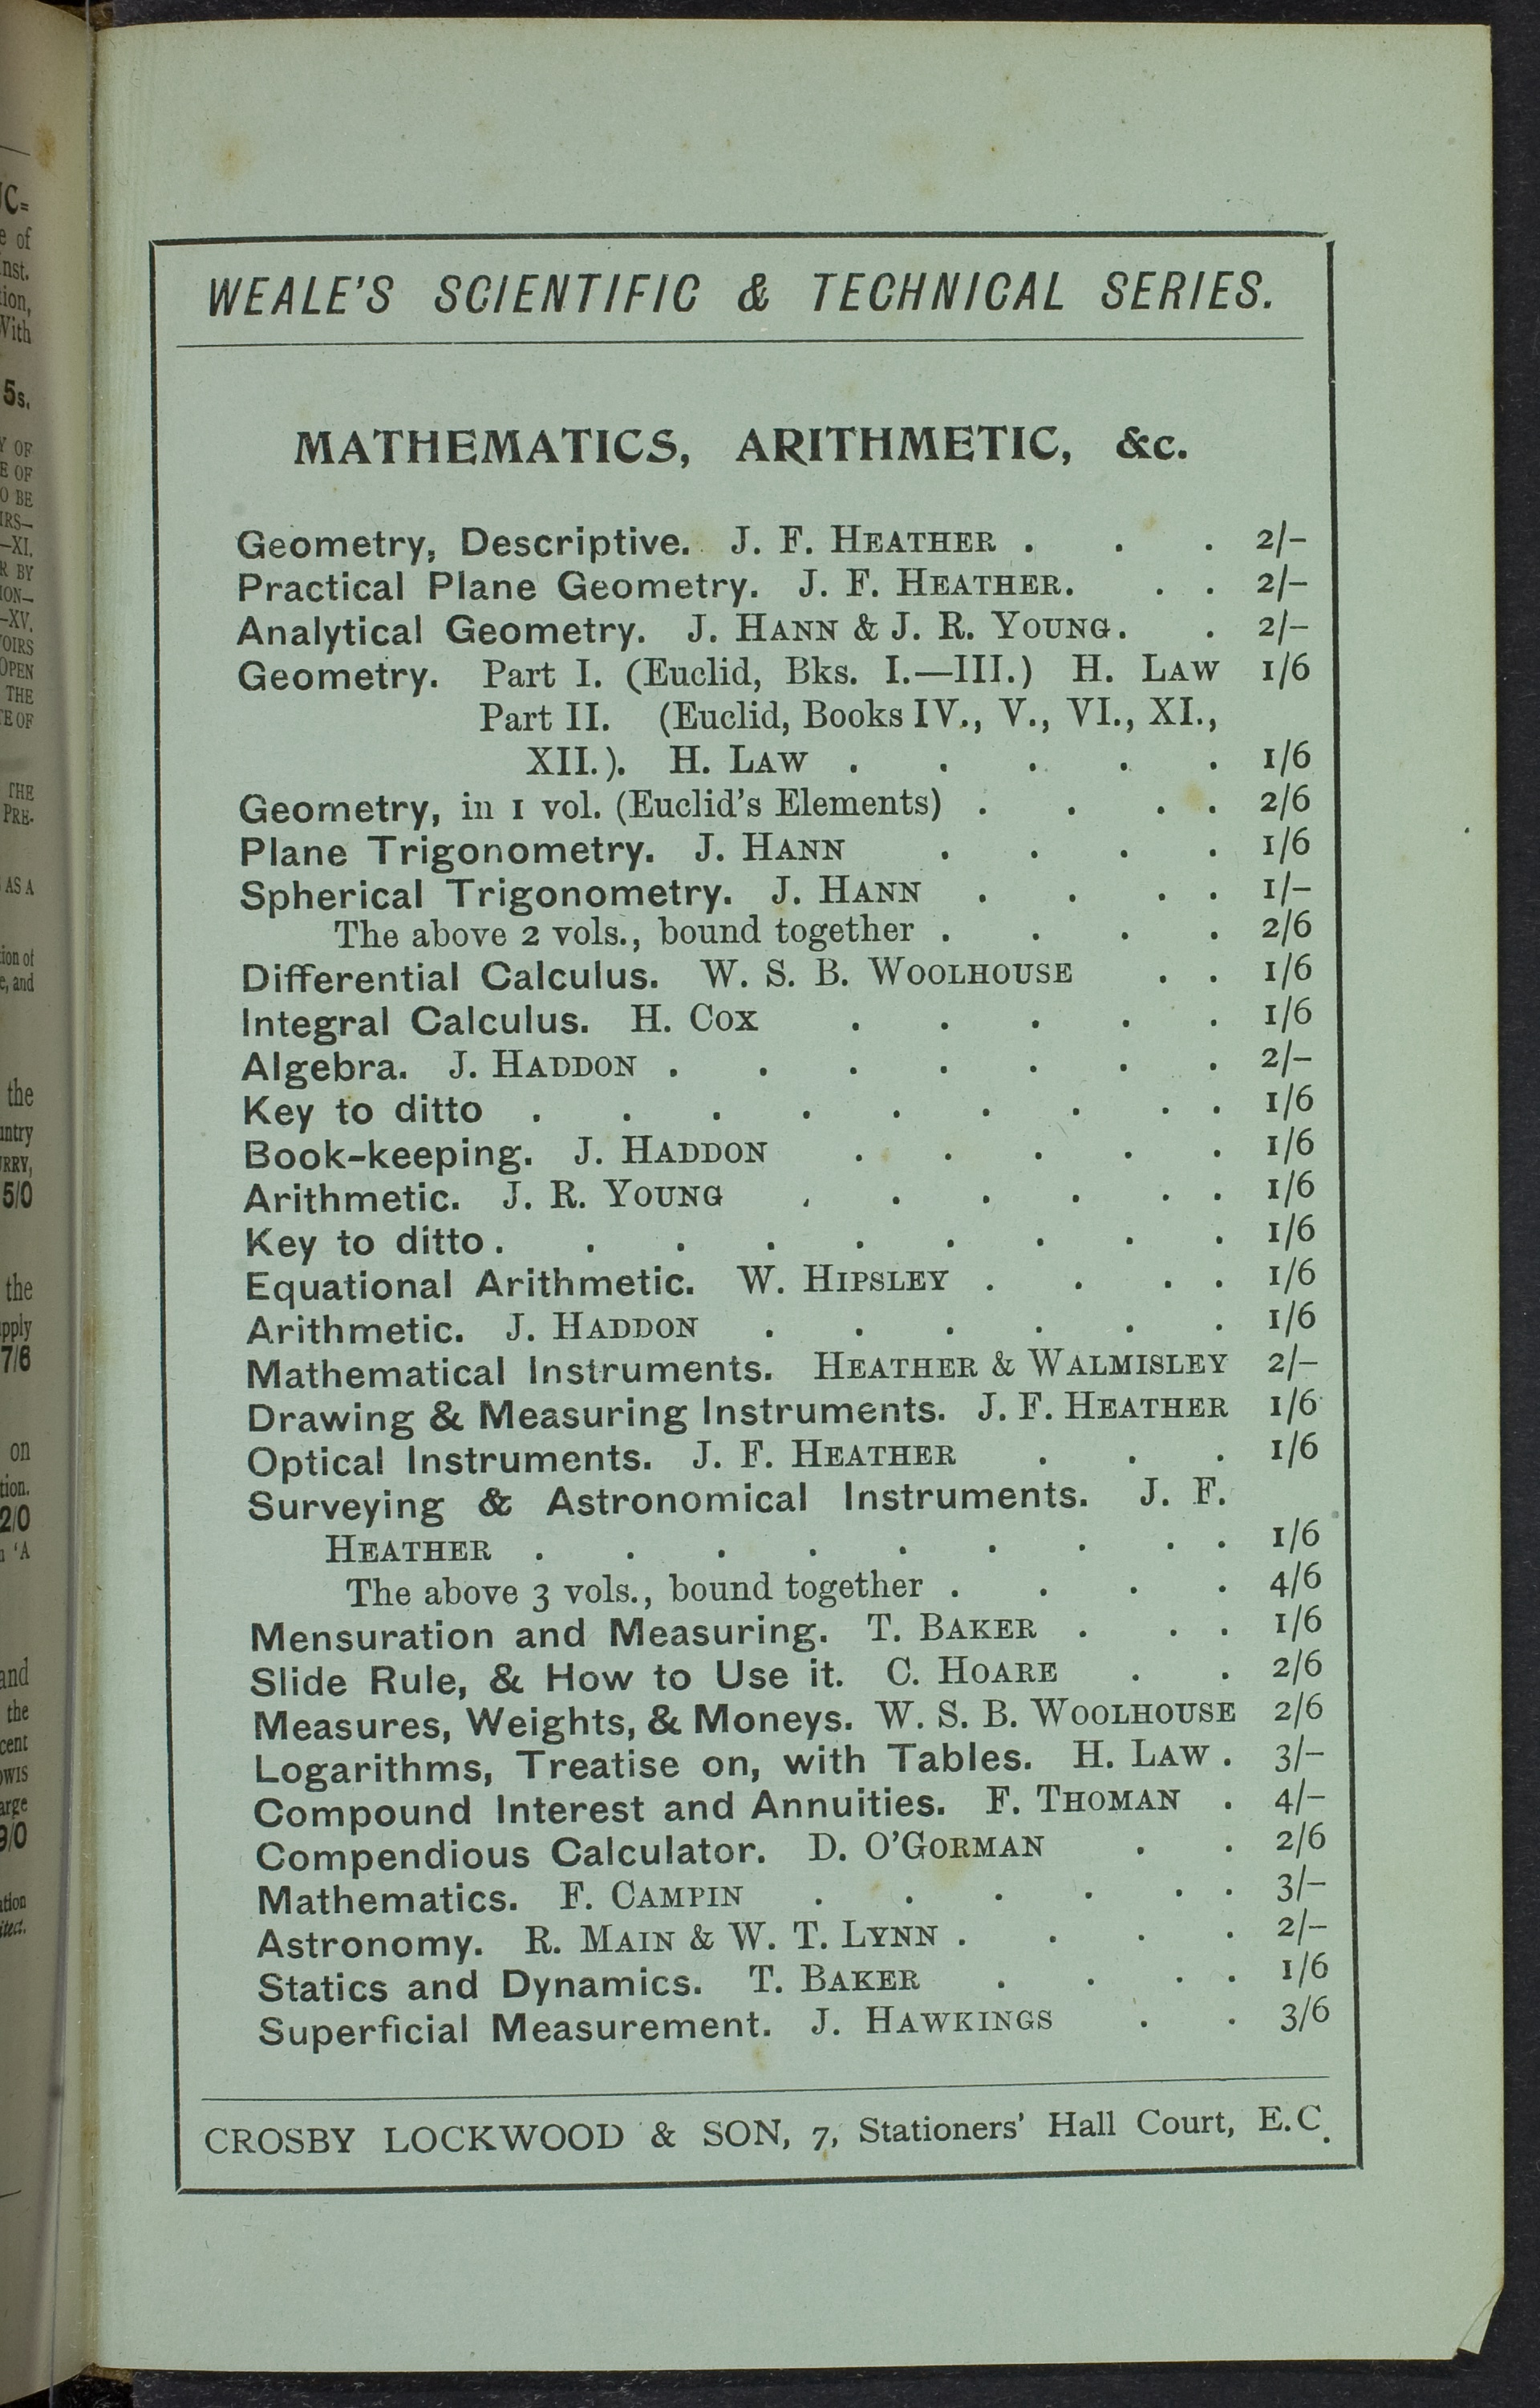 WEALE'S SCIENTIFIC & TECHNICAL SERIES.
MATHEMATICS, ARITHMETIC, &c.
Geometry, Descriptive. J. F. HEATHER . . . 2/–
Practical Plane Geometry. J. F. HEATHER. . . 2/–
Analytical Geometry. J. HANN & J. R. YOUNG. . 2/–
Geometry. Part I. (Euclid, Bks. I.—III.) H. LAW 1/6
Part II. (Euclid, Books IV., V., VI., XI.,
XII.). H. LAW . . . . . 1/6
Geometry, in 1 vol. (Euclid's Elements) . . . . 2/6
Plane Trigonometry. J. HANN . . . . 1/6
Spherical Trigonometry. J. HANN . . . . 1/–
The above 2 vols., bound together . . . . 2/6
Differential Calculus. W. S. B. WOOLHOUSE . . 1/6
Integral Calculus. H. COX . . . . . 1/6
Algebra. J. HADDON . . . . . . . 2/–
Key to ditto . . . . . . . . . 1/6
Book-keeping. J. HADDON . . . . . 1/6
Arithmetic. J. R. YOUNG . . . . . . 1/6
Key to ditto . . . . . . . . . 1/6
Equational Arithmetic. W. HIPSLEY . . . . 1/6
Arithmetic. J. HADDON . . . . . . 1/6
Mathematical Instruments. HEATHER & WALMISLEY 2/–
Drawing & Measuring Instruments. J. F. HEATHER 1/6
Optical Instruments. J. F. HEATHER . . . 1/6
Surveying & Astronomical Instruments. J. F.
HEATHER . . . . . . . . . 1/6
The above 3 vols., bound together . . . . 4/6
Mensuration and Measuring. T. BAKER . . . 1/6
Slide Rule, & How to Use it. C. HOARE . . 2/6
Measures, Weights, & Moneys. W. S. B. WOOLHOUSE 2/6
Logarithms, Treatise on, with Tables. H. LAW . 3/–
Compound Interest and Annuities. F. THOMAN . 4/–
Compendious Calculator. D. O'GORMAN . . 2/6
Mathematics. F. CAMPIN . . . . . . 3/–
Astronomy. R. MAIN & W. T. LYNN . . . . 2/–
Statics and Dynamics. T. BAKER . . . . 1/6
Superficial Measurement. J. HAWKINGS . . 3/6
CROSBY LOCKWOOD & SON, 7, Stationers' Hall Court, E.C.